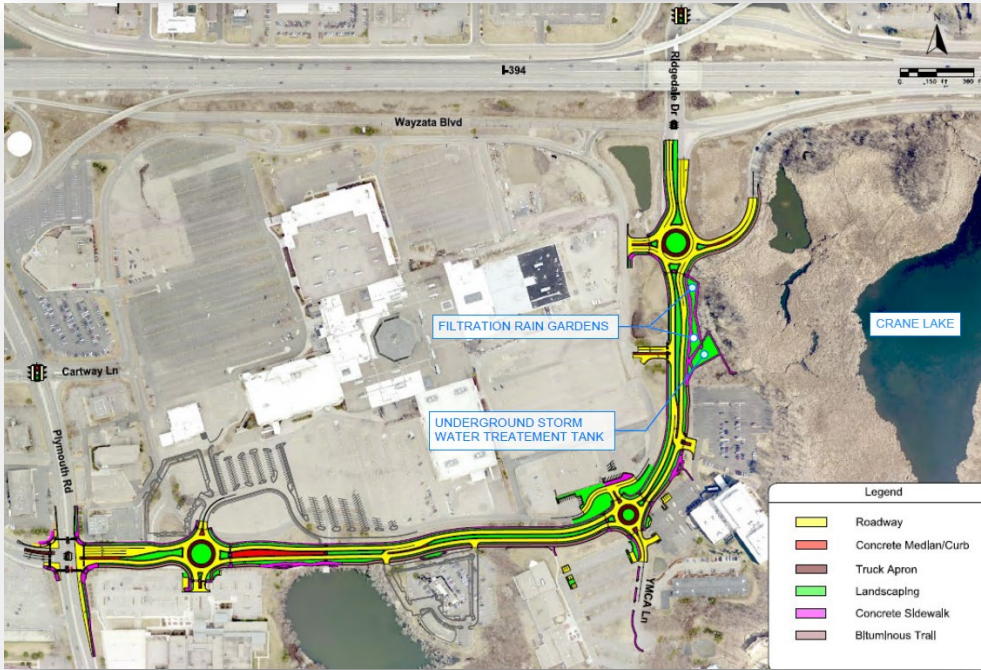 N
0 150 ft 300 f
I-394
Ridgedale Dr
Wayzata Blvd
FILTRATION RAIN GARDENS
CRANE LAKE
Cartway Ln
UNDERGROUND STORM
WATER TREATEMENT TANK
Plymouth Rd
YMCA Ln
Legend
Roadway
Concrete Median/Curb
Truck Apron
Landscaping
Concrete Sidewalk
Bituminous Trail